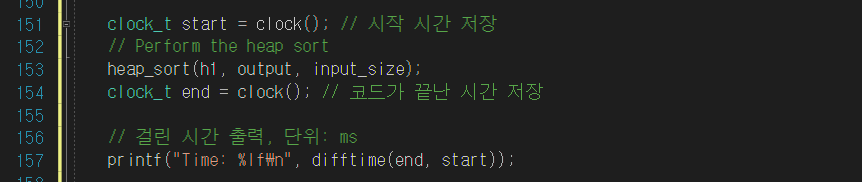 150
151 clock_t start = clock(); // 시작 시간 저장
152 // Perform the heap sort
153 heap_sort(h1, output, input_size);
154 clock_t end = clock(); // 코드가 끝난 시간 저장
155
156 // 걸린 시간 출력, 단위: ms
157 printf("Time: %lf₩n", difftime(end, start));
158